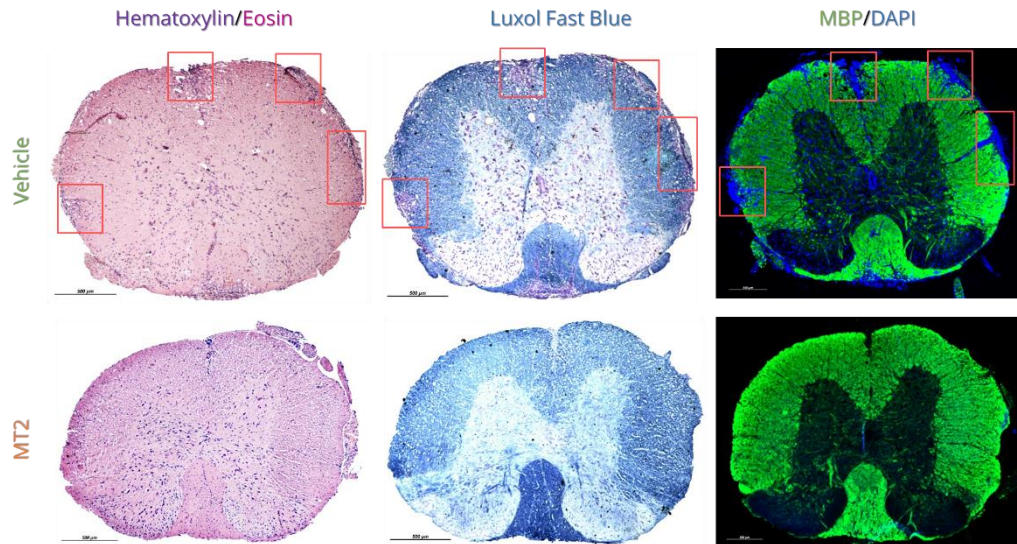 Hematoxylin/Eosin
Luxol Fast Blue
MBP/DAPI
Vehicle
500 µm
500 µm
MT2
500 µm
500 µm